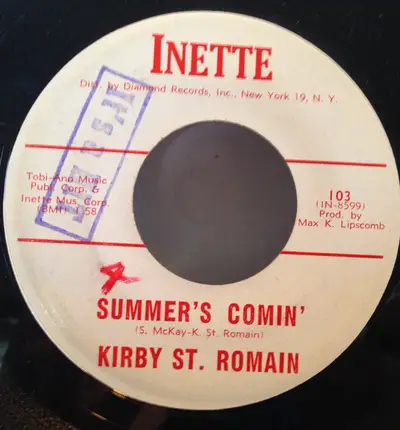 INETTE
Dist. by Diamond Records, Inc., New York 19, N. Y.
Tobi-Ann Music
Publ. Corp. &
Inette Mus. Corp.
(BMI) 1:58
103
(IN-8599)
Prod. by
Max K. Lipscomb
4
SUMMER'S COMIN'
(S. McKay-K. St. Romain)
KIRBY ST. ROMAIN